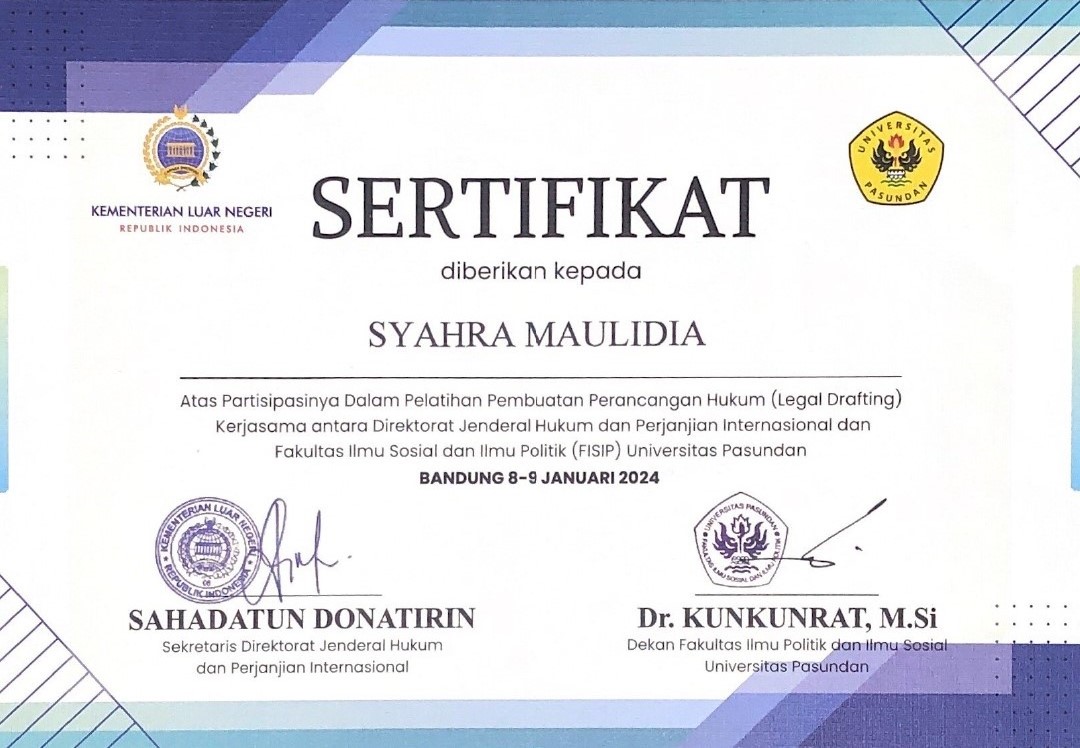 KEMENTERIAN LUAR NEGERI
REPUBLIK INDONESIA
UNIVERSITAS
PASUNDAN
SERTIFIKAT
diberikan kepada
SYAHRA MAULIDIA
Atas Partisipasinya Dalam Pelatihan Pembuatan Perancangan Hukum (Legal Drafting)
Kerjasama antara Direktorat Jenderal Hukum dan Perjanjian Internasional dan
Fakultas Ilmu Sosial dan Ilmu Politik (FISIP) Universitas Pasundan
BANDUNG 8-9 JANUARI 2024
KEMENTERIAN LUAR NEGERI
REPUBLIK INDONESIA
UNIVERSITAS PASUNDAN
FAKULTAS ILMU SOSIAL DAN ILMU POLITIK
SAHADATUN DONATIRIN
Sekretaris Direktorat Jenderal Hukum
dan Perjanjian Internasional
Dr. KUNKUNRAT, M.Si
Dekan Fakultas Ilmu Politik dan Ilmu Sosial
Universitas Pasundan